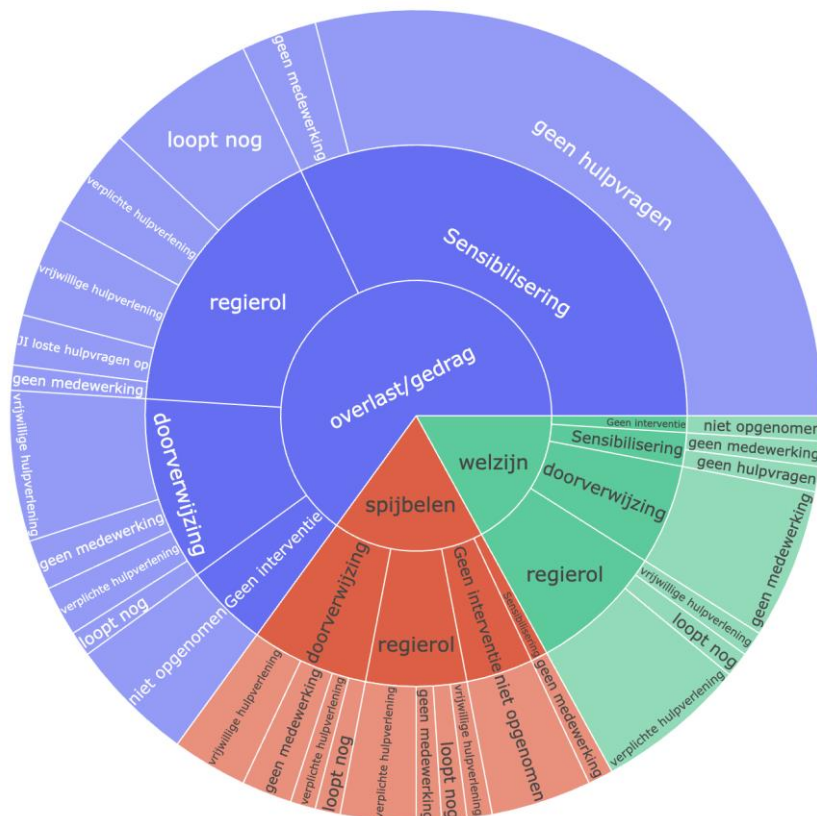 overlast/gedrag
Sensibilisering
geen hulpvragen
geen medewerking
regierol
loopt nog
verplichte hulpverlening
vrijwillige hulpverlening
JI loste hulpvragen op
geen medewerking
doorverwijzing
vrijwillige hulpverlening
geen medewerking
verplichte hulpverlening
loopt nog
Geen interventie
niet opgenomen
spijbelen
doorverwijzing
vrijwillige hulpverlening
geen medewerking
verplichte hulpverlening
loopt nog
regierol
verplichte hulpverlening
geen medewerking
loopt nog
vrijwillige hulpverlening
Geen interventie
niet opgenomen
Sensibilisering
geen medewerking
welzijn
regierol
verplichte hulpverlening
loopt nog
vrijwillige hulpverlening
doorverwijzing
geen medewerking
Sensibilisering
geen hulpvragen
geen medewerking
Geen interventie
niet opgenomen